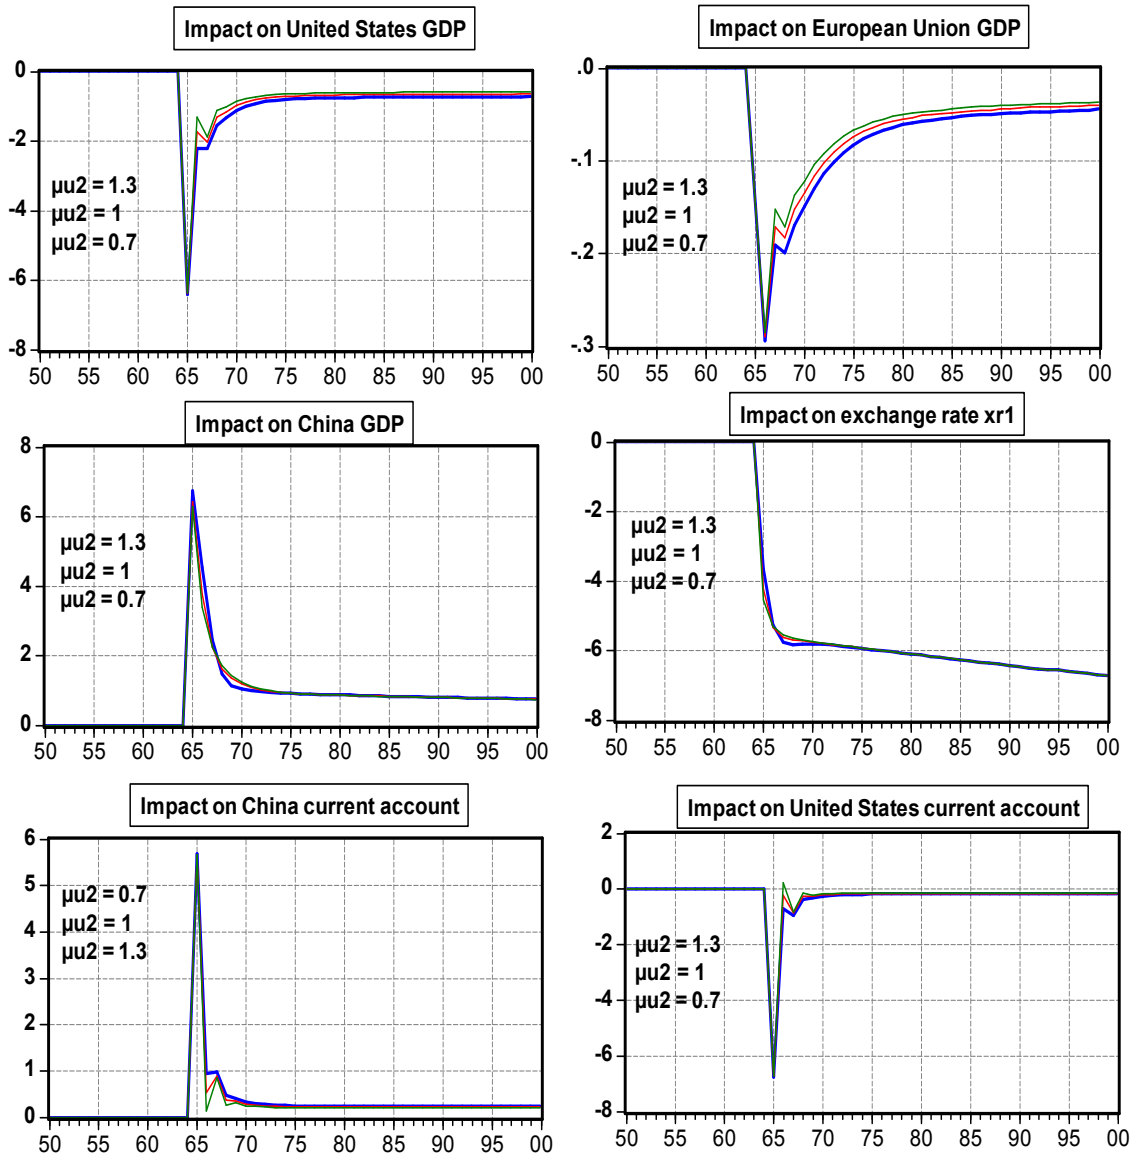 Impact on United States GDP
0
-2
-4
-6
-8
µu2 = 1.3
µu2 = 1
µu2 = 0.7
50 55 60 65 70 75 80 85 90 95 00
Impact on European Union GDP
.0
-.1
-.2
-.3
µu2 = 1.3
µu2 = 1
µu2 = 0.7
50 55 60 65 70 75 80 85 90 95 00
Impact on China GDP
8
6
4
2
0
µu2 = 1.3
µu2 = 1
µu2 = 0.7
50 55 60 65 70 75 80 85 90 95 00
Impact on exchange rate xr1
0
-2
-4
-6
-8
µu2 = 1.3
µu2 = 1
µu2 = 0.7
50 55 60 65 70 75 80 85 90 95 00
Impact on China current account
6
5
4
3
2
1
0
µu2 = 0.7
µu2 = 1
µu2 = 1.3
50 55 60 65 70 75 80 85 90 95 00
Impact on United States current account
2
0
-2
-4
-6
-8
µu2 = 1.3
µu2 = 1
µu2 = 0.7
50 55 60 65 70 75 80 85 90 95 00